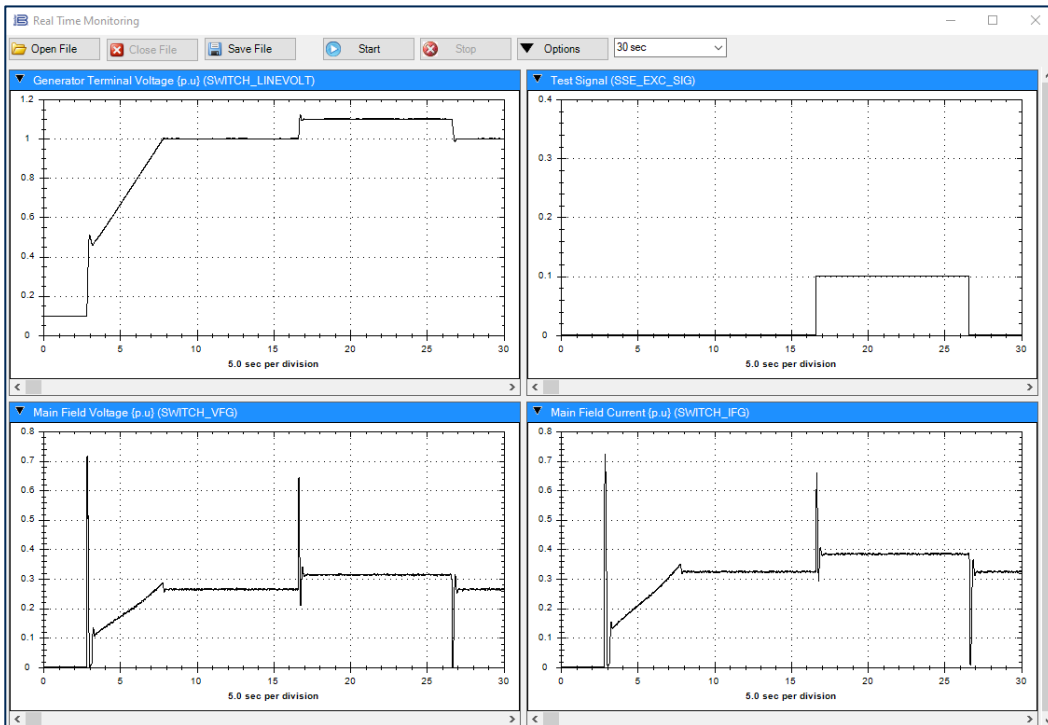 Real Time Monitoring
Open File Close File Save File Start Stop Options 30 sec
Generator Terminal Voltage {p.u} (SWITCH_LINEVOLT)
1.2
1
0.8
0.6
0.4
0.2
0
0 5 10 15 20 25 30
5.0 sec per division
Test Signal (SSE_EXC_SIG)
0.4
0.3
0.2
0.1
0
0 5 10 15 20 25 30
5.0 sec per division
Main Field Voltage {p.u} (SWITCH_VFG)
0.8
0.7
0.6
0.5
0.4
0.3
0.2
0.1
0
0 5 10 15 20 25 30
5.0 sec per division
Main Field Current {p.u} (SWITCH_IFG)
0.8
0.7
0.6
0.5
0.4
0.3
0.2
0.1
0
0 5 10 15 20 25 30
5.0 sec per division